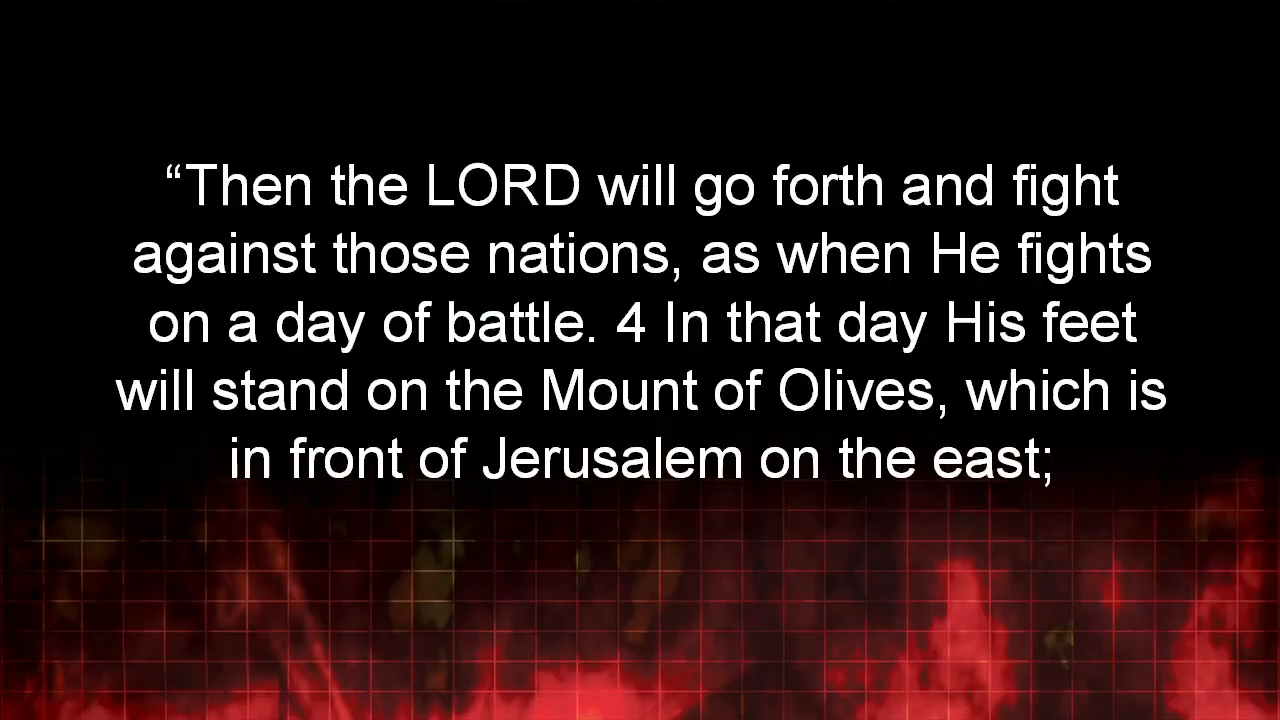 “Then the LORD will go forth and fight
against those nations, as when He fights
on a day of battle. 4 In that day His feet
will stand on the Mount of Olives, which is
in front of Jerusalem on the east;